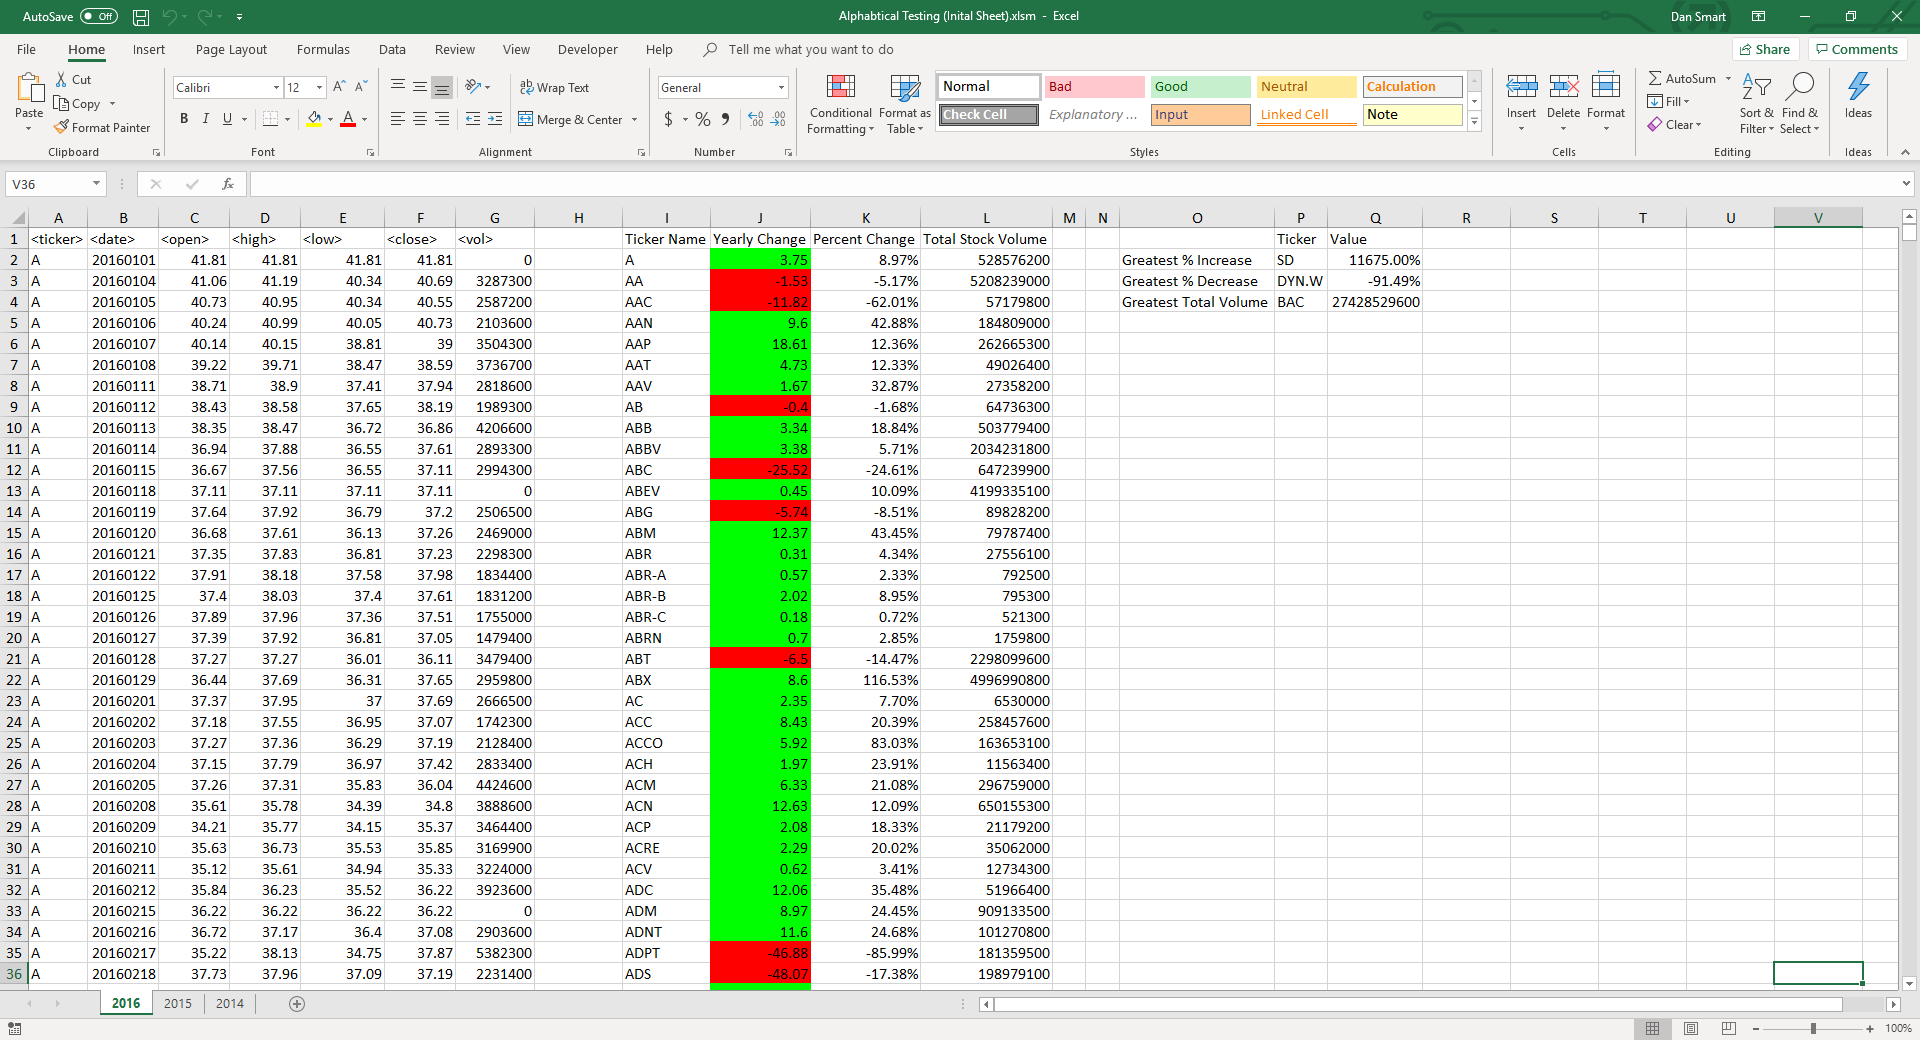 AutoSave Off Alphabtical Testing (Inital Sheet).xlsm - Excel Dan Smart
File Home Insert Page Layout Formulas Data Review View Developer Help Tell me what you want to do Share Comments
Cut
Copy
Format Painter
Paste
Clipboard
Calibri 12
B I U A
Font
ab Wrap Text
Merge & Center
Alignment
General
$ % 9
Number
Conditional Formatting
Format as Table
Normal Bad Good Neutral Calculation
Check Cell Explanatory ... Input Linked Cell Note
Styles
Insert Delete Format
Cells
AutoSum
Fill
Clear
Sort & Filter
Find & Select
Editing
Ideas
Ideas
V36 fx
A B C D E F G H I J K L M N O P Q R S T U V
1 <ticker> <date> <open> <high> <low> <close> <vol> Ticker Name Yearly Change Percent Change Total Stock Volume Ticker Value
2 A 20160101 41.81 41.81 41.81 41.81 0 A 3.75 8.97% 528576200 Greatest % Increase SD 11675.00%
3 A 20160104 41.06 41.19 40.34 40.69 3287300 AA -1.53 -5.17% 5208239000 Greatest % Decrease DYN.W -91.49%
4 A 20160105 40.73 40.95 40.34 40.55 2587200 AAC -11.82 -62.01% 57179800 Greatest Total Volume BAC 27428529600
5 A 20160106 40.24 40.99 40.05 40.73 2103600 AAN 9.6 42.88% 184809000
6 A 20160107 40.14 40.15 38.81 39 3504300 AAP 18.61 12.36% 262665300
7 A 20160108 39.22 39.71 38.47 38.59 3736700 AAT 4.73 12.33% 49026400
8 A 20160111 38.71 38.9 37.41 37.94 2818600 AAV 1.67 32.87% 27358200
9 A 20160112 38.43 38.58 37.65 38.19 1989300 AB -0.4 -1.68% 64736300
10 A 20160113 38.35 38.47 36.72 36.86 4206600 ABB 3.34 18.84% 503779400
11 A 20160114 36.94 37.88 36.55 37.61 2893300 ABBV 3.38 5.71% 2034231800
12 A 20160115 36.67 37.56 36.55 37.11 2994300 ABC -25.52 -24.61% 647239900
13 A 20160118 37.11 37.11 37.11 37.11 0 ABEV 0.45 10.09% 4199335100
14 A 20160119 37.64 37.92 36.79 37.2 2506500 ABG -5.74 -8.51% 89828200
15 A 20160120 36.68 37.61 36.13 37.26 2469000 ABM 12.37 43.45% 79787400
16 A 20160121 37.35 37.83 36.81 37.23 2298300 ABR 0.31 4.34% 27556100
17 A 20160122 37.91 38.18 37.58 37.98 1834400 ABR-A 0.57 2.33% 792500
18 A 20160125 37.4 38.03 37.4 37.61 1831200 ABR-B 2.02 8.95% 795300
19 A 20160126 37.89 37.96 37.36 37.51 1755000 ABR-C 0.18 0.72% 521300
20 A 20160127 37.39 37.92 36.81 37.05 1479400 ABRN 0.7 2.85% 1759800
21 A 20160128 37.27 37.27 36.01 36.11 3479400 ABT -6.5 -14.47% 2298099600
22 A 20160129 36.44 37.69 36.31 37.65 2959800 ABX 8.6 116.53% 4996990800
23 A 20160201 37.37 37.95 37 37.69 2666500 AC 2.35 7.70% 6530000
24 A 20160202 37.18 37.55 36.95 37.07 1742300 ACC 8.43 20.39% 258457600
25 A 20160203 37.27 37.36 36.29 37.19 2128400 ACCO 5.92 83.03% 163653100
26 A 20160204 37.15 37.79 36.97 37.42 2833400 ACH 1.97 23.91% 11563400
27 A 20160205 37.26 37.31 35.83 36.04 4424600 ACM 6.33 21.08% 296759000
28 A 20160208 35.61 35.78 34.39 34.8 3888600 ACN 12.63 12.09% 650155300
29 A 20160209 34.21 35.77 34.15 35.37 3464400 ACP 2.08 18.33% 21179200
30 A 20160210 35.63 36.73 35.53 35.85 3169900 ACRE 2.29 20.02% 35062000
31 A 20160211 35.12 35.61 34.94 35.33 3224000 ACV 0.62 3.41% 12734300
32 A 20160212 35.84 36.23 35.52 36.22 3923600 ADC 12.06 35.48% 51966400
33 A 20160215 36.22 36.22 36.22 36.22 0 ADM 8.97 24.45% 909133500
34 A 20160216 36.72 37.17 36.4 37.08 2903600 ADNT 11.6 24.68% 101270800
35 A 20160217 35.22 38.13 34.75 37.87 5382300 ADPT -46.88 -85.99% 181359500
36 A 20160218 37.73 37.96 37.09 37.19 2231400 ADS -48.07 -17.38% 198979100
2016 2015 2014
100%